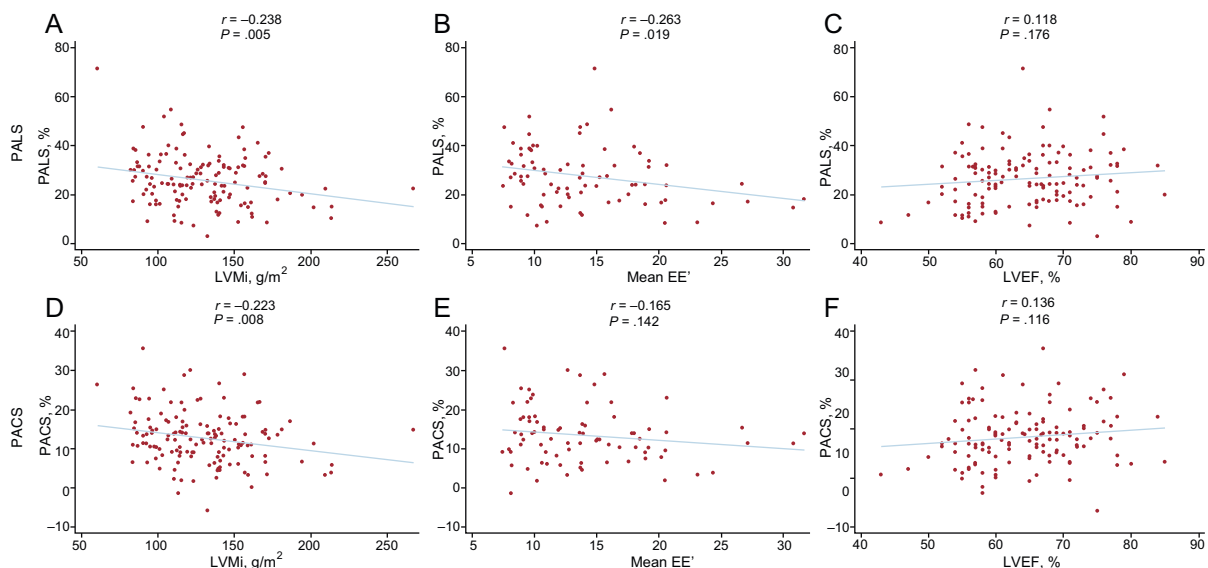 A
r = –0.238
P = .005
PALS
PALS, %
80
60
40
20
0
50
100
150
200
250
LVMi, g/m²
B
r = –0.263
P = .019
PALS, %
80
60
40
20
0
5
10
15
20
25
30
Mean EE'
C
r = 0.118
P = .176
PALS, %
80
60
40
20
0
40
50
60
70
80
90
LVEF, %
D
r = –0.223
P = .008
PACS
PACS, %
40
30
20
10
0
–10
50
100
150
200
250
LVMi, g/m²
E
r = –0.165
P = .142
PACS, %
40
30
20
10
0
–10
5
10
15
20
25
30
Mean EE'
F
r = 0.136
P = .116
PACS, %
40
30
20
10
0
–10
40
50
60
70
80
90
LVEF, %